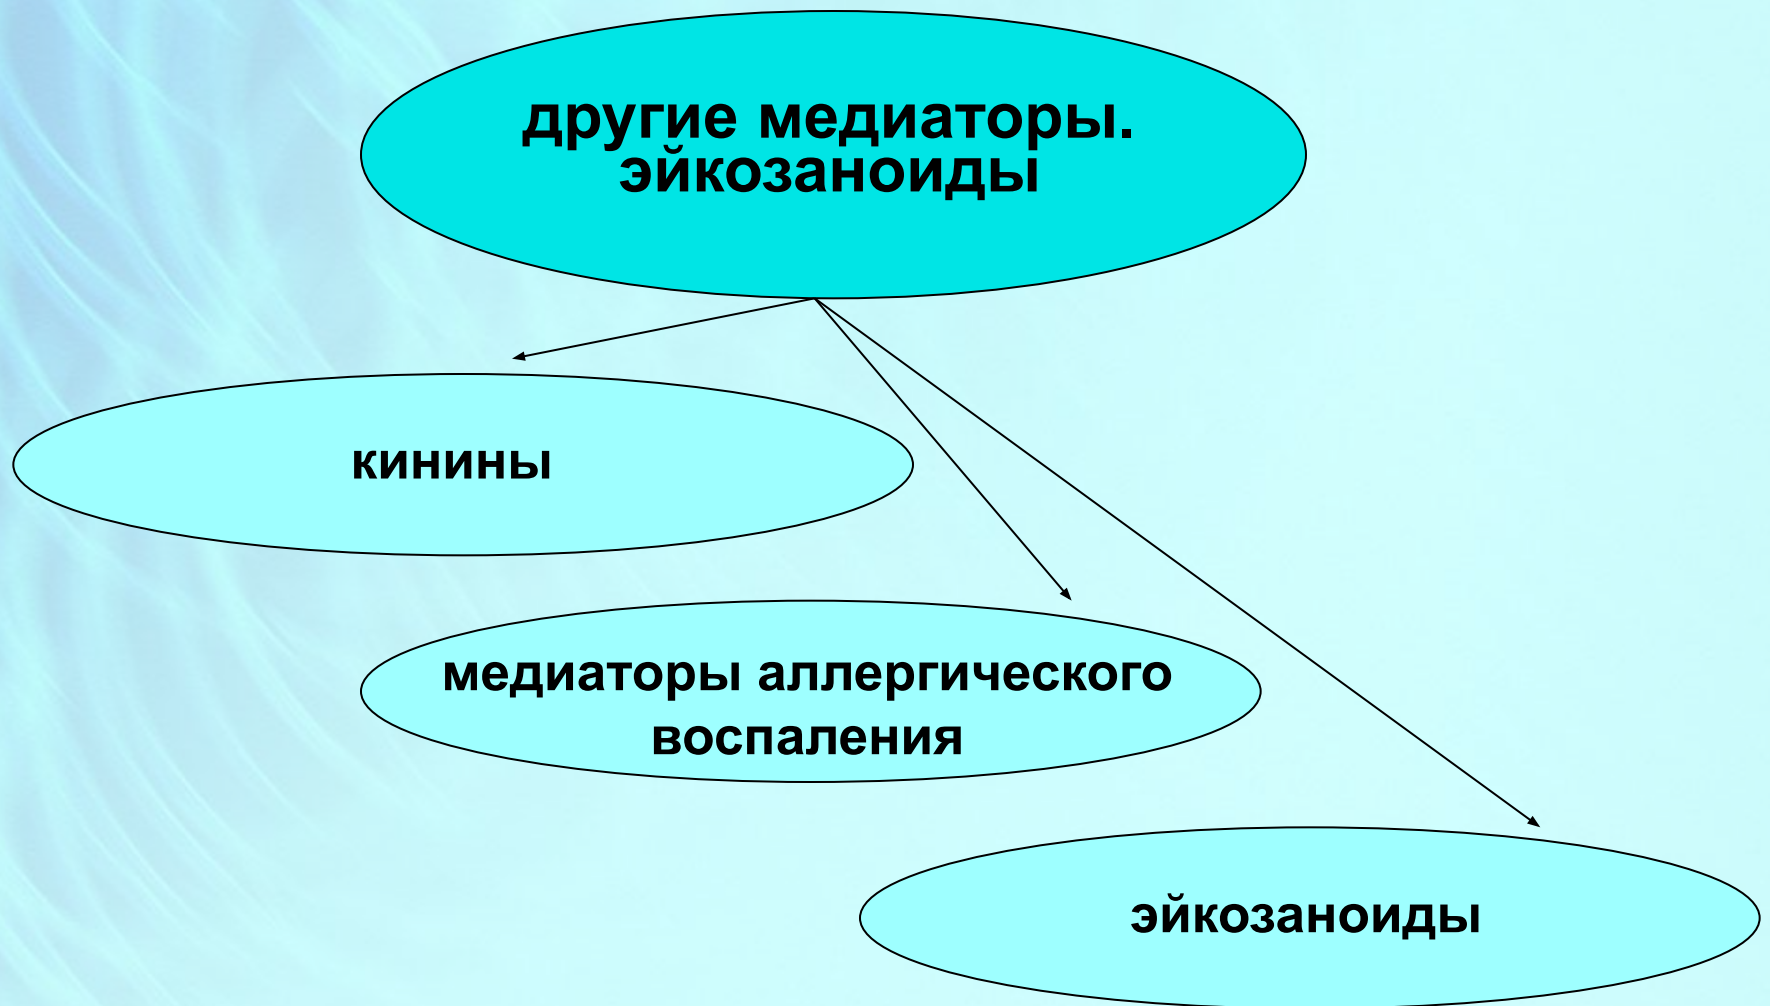 другие медиаторы.
эйкозаноиды
кинины
медиаторы аллергического
воспаления
эйкозаноиды